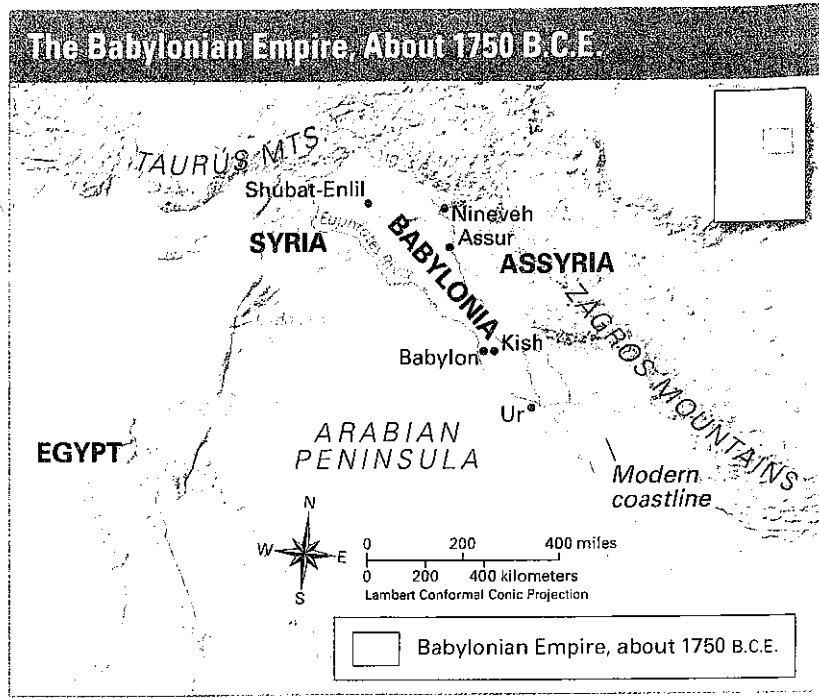 The Babylonian Empire, About 1750 B.C.E.
TAURUS MTS.
Shubat-Enlil
Nineveh
Assur
SYRIA
Euphrates
BABYLONIA
ASSYRIA
ZAGROS MOUNTAINS
Babylon
Kish
Ur
EGYPT
ARABIAN
PENINSULA
Modern
coastline
N
W
E
S
0 200 400 miles
0 200 400 kilometers
Lambert Conformal Conic Projection
Babylonian Empire, about 1750 B.C.E.